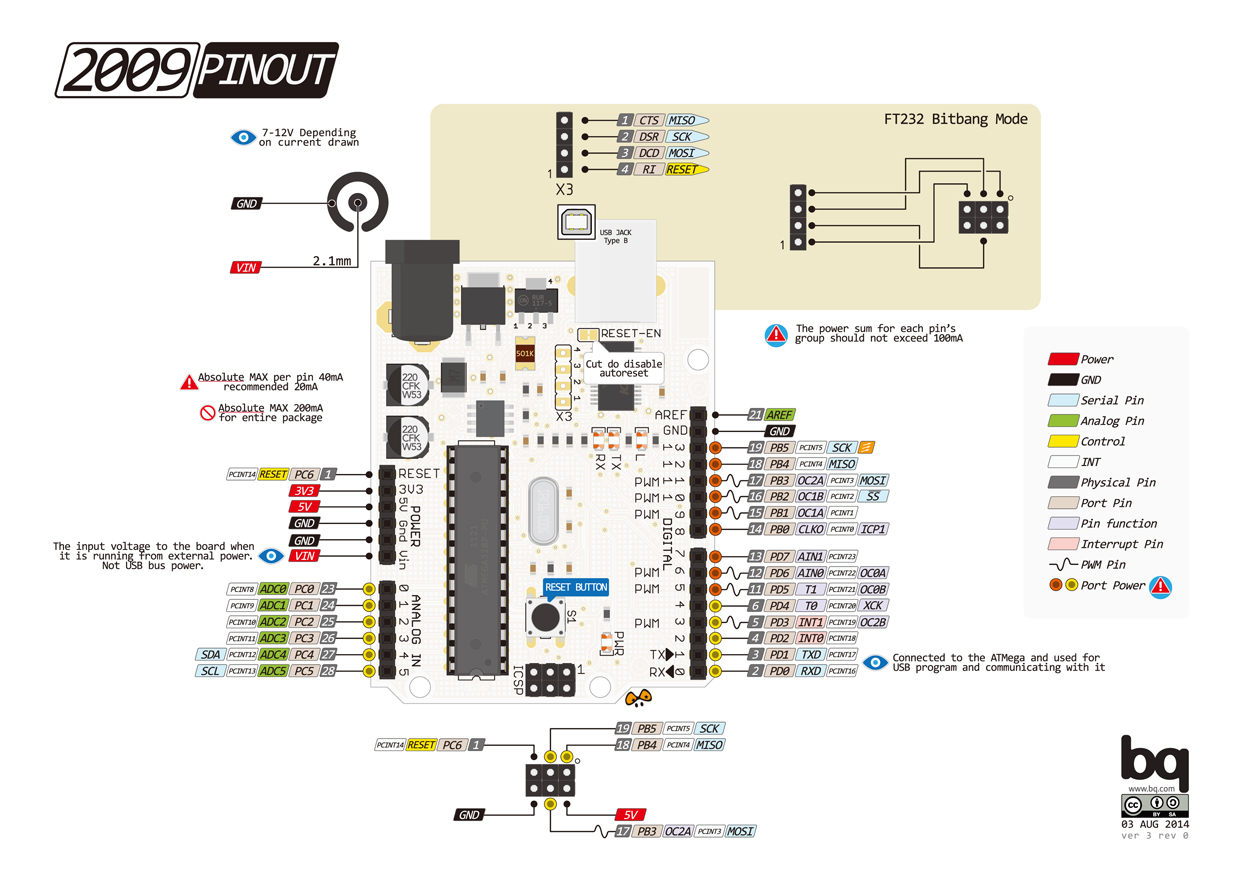 2009 PINOUT
7-12V Depending
on current drawn
GND
VIN
2.1mm
FT232 Bitbang Mode
1 CTS MISO
2 DSR SCK
3 DCD MOSI
4 RI RESET
1
X3
1
USB JACK
Type B
The power sum for each pin's
group should not exceed 100mA
Absolute MAX per pin 40mA
recommended 20mA
Absolute MAX 200mA
for entire package
4
1 2 3
RESET-EN
Cut do disable
autoreset
501K
4
3
2
1
X3
220
CFK
W53
220
CFK
W53
RX
TX
L
Power
GND
Serial Pin
Analog Pin
Control
INT
Physical Pin
Port Pin
Pin function
Interrupt Pin
PWM Pin
Port Power
PCINT14 RESET PC6 1 RESET
3V3 3V3
5V 5V
GND Gnd
GND
VIN Vin
POWER
The input voltage to the board when
it is running from external power.
Not USB bus power.
PCINT8 ADC0 PC0 23 0
PCINT9 ADC1 PC1 24 1
PCINT10 ADC2 PC2 25 2
PCINT11 ADC3 PC3 26 3
SDA PCINT12 ADC4 PC4 27 4
SCL PCINT13 ADC5 PC5 28 5
ANALOG IN
AREF 21 AREF
GND GND
13 19 PB5 PCINT5 SCK
12 18 PB4 PCINT4 MISO
PWM 11 17 PB3 OC2A PCINT3 MOSI
PWM 10 16 PB2 OC1B PCINT2 SS
PWM 9 15 PB1 OC1A PCINT1
8 14 PB0 CLKO PCINT0 ICP1
DIGITAL
7 13 PD7 AIN1 PCINT23
PWM 6 12 PD6 AIN0 PCINT22 OC0A
PWM 5 11 PD5 T1 PCINT21 OC0B
4 6 PD4 T0 PCINT20 XCK
PWM 3 5 PD3 INT1 PCINT19 OC2B
2 4 PD2 INT0 PCINT18
TX 1 3 PD1 TXD PCINT17
RX 0 2 PD0 RXD PCINT16
Connected to the ATMega and used for
USB program and communicating with it
RESET BUTTON
S1
PWR
ICSP
1
19 PB5 PCINT5 SCK
18 PB4 PCINT4 MISO
PCINT14 RESET PC6 1
GND
5V
17 PB3 OC2A PCINT3 MOSI
bq
www.bq.com
CC BY SA
03 AUG 2014
ver 3 rev 0